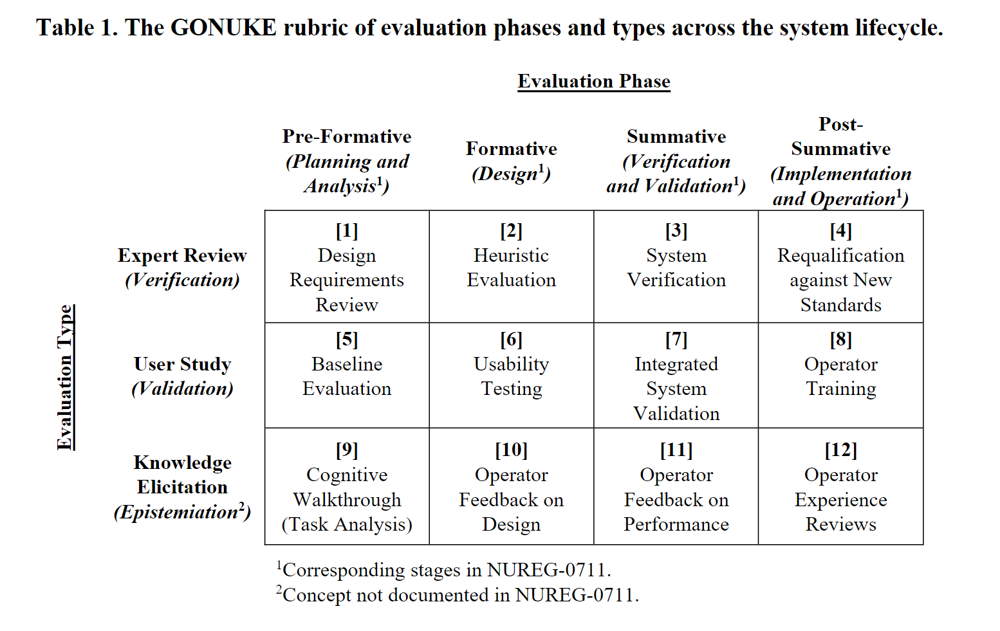 Table 1. The GONUKE rubric of evaluation phases and types across the system lifecycle.
Evaluation Phase
Pre-Formative
(Planning and
Analysis¹)
Formative
(Design¹)
Summative
(Verification
and Validation¹)
Post-
Summative
(Implementation
and Operation¹)
Evaluation Type
Expert Review
(Verification)
[1]
Design
Requirements
Review
[2]
Heuristic
Evaluation
[3]
System
Verification
[4]
Requalification
against New
Standards
User Study
(Validation)
[5]
Baseline
Evaluation
[6]
Usability
Testing
[7]
Integrated
System
Validation
[8]
Operator
Training
Knowledge
Elicitation
(Epistemiation²)
[9]
Cognitive
Walkthrough
(Task Analysis)
[10]
Operator
Feedback on
Design
[11]
Operator
Feedback on
Performance
[12]
Operator
Experience
Reviews
¹Corresponding stages in NUREG-0711.
²Concept not documented in NUREG-0711.